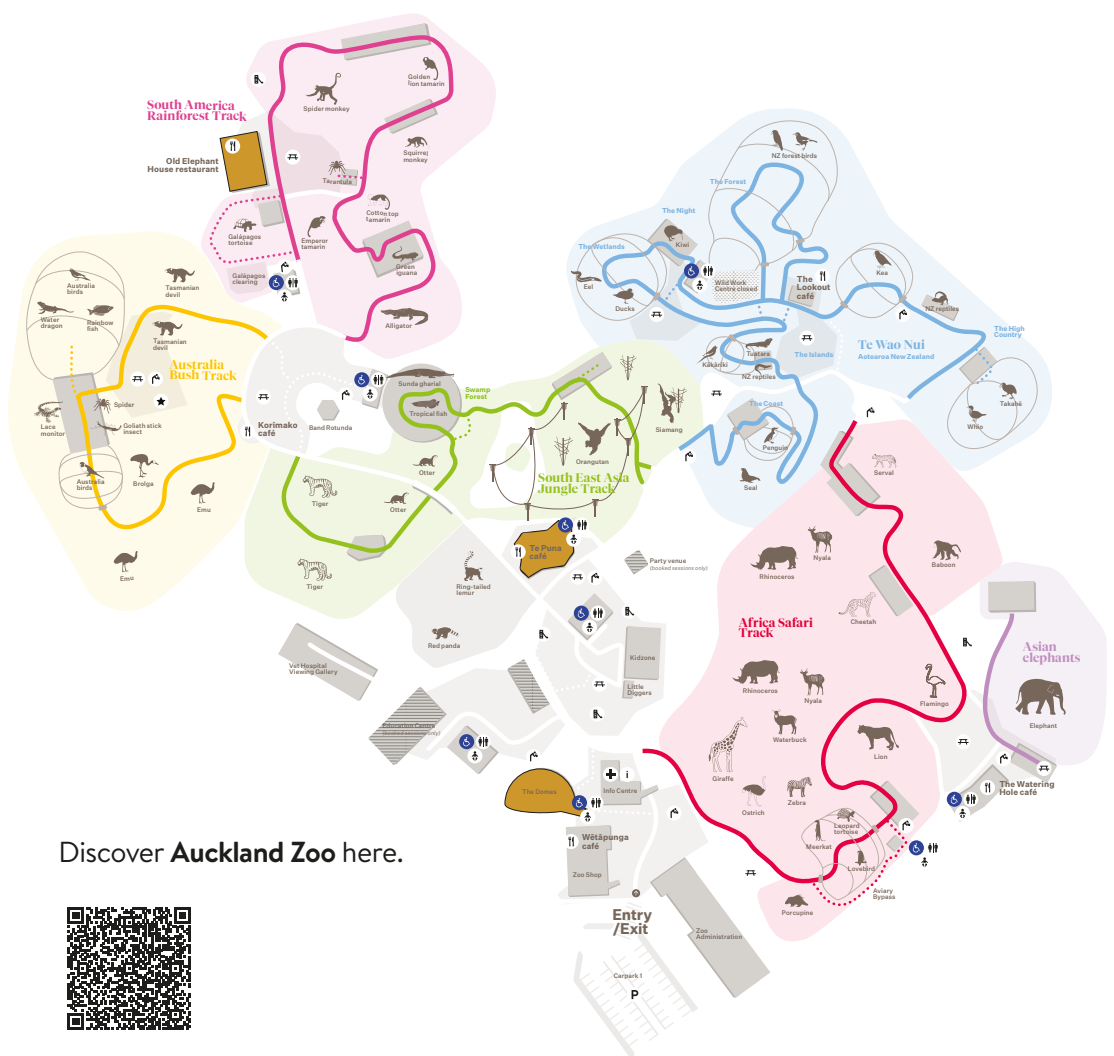 South America
Rainforest Track
Spider monkey
Golden
lion tamarin
Squirrel
monkey
Old Elephant
House restaurant
Tarantula
Cotton top
tamarin
Galápagos
tortoise
Emperor
tamarin
Green
iguana
Galápagos
clearing
Alligator
Australia
birds
Tasmanian
devil
Water
dragon
Rainbow
fish
Tasmanian
devil
Australia
Bush Track
Spider
Lace
monitor
Goliath stick
insect
Australia
birds
Brolga
Emu
Emu
Korimako
café
Band Rotunda
Sunda gharial
Tropical fish
Swamp
Forest
Otter
Otter
Tiger
Tiger
Orangutan
Siamang
South East Asia
Jungle Track
NZ forest birds
The Forest
The Night
Kiwi
The Wetlands
Eel
Ducks
Wild Work
Centre closed
The
Lookout
café
Kea
NZ reptiles
The High
Country
Te Wao Nui
Aotearoa New Zealand
The Islands
Tuatara
Kākāriki
NZ reptiles
The Coast
Penguin
Seal
Takahē
Whio
Te Puna
café
Party venue
(booked sessions only)
Ring-tailed
lemur
Red panda
Vet Hospital
Viewing Gallery
Kidzone
Little
Diggers
Education Centre
(booked sessions only)
The Domes
Info Centre
i
Wētāpunga
café
Zoo Shop
Entry
/Exit
Zoo
Administration
Carpark 1
P
Serval
Nyala
Rhinoceros
Baboon
Cheetah
Africa Safari
Track
Rhinoceros
Nyala
Flamingo
Waterbuck
Giraffe
Lion
Ostrich
Zebra
Leopard
tortoise
Meerkat
Lovebird
Aviary
Bypass
Porcupine
Asian
elephants
Elephant
The Watering
Hole café
Discover Auckland Zoo here.